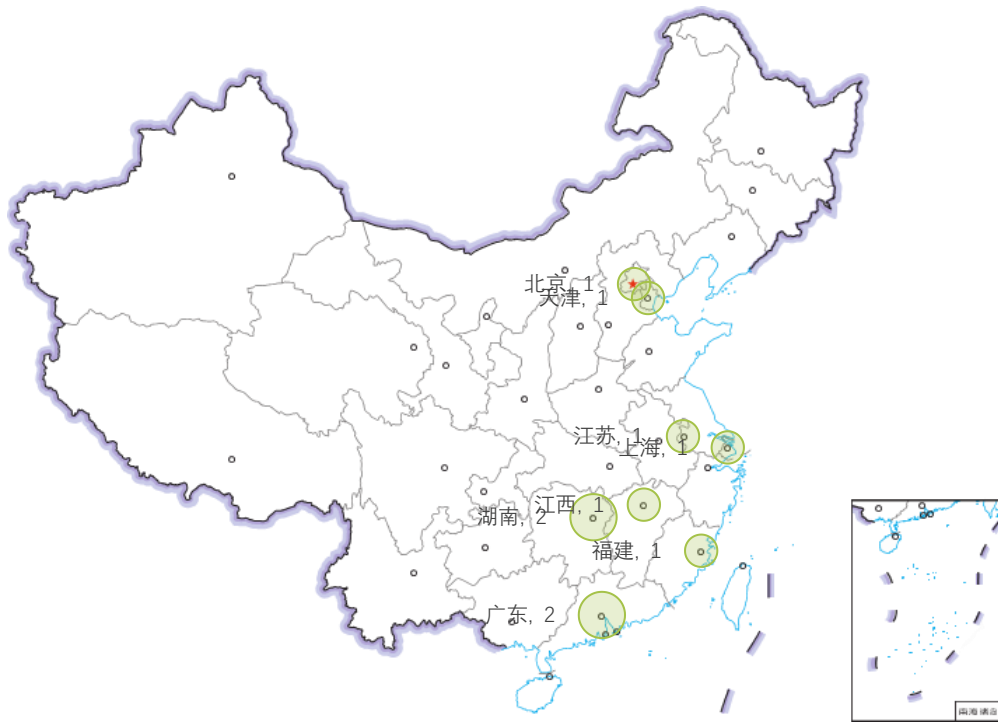 北京, 1
天津, 1
江苏, 1
上海, 1
江西, 1
湖南, 2
福建, 1
广东, 2
南海诸岛